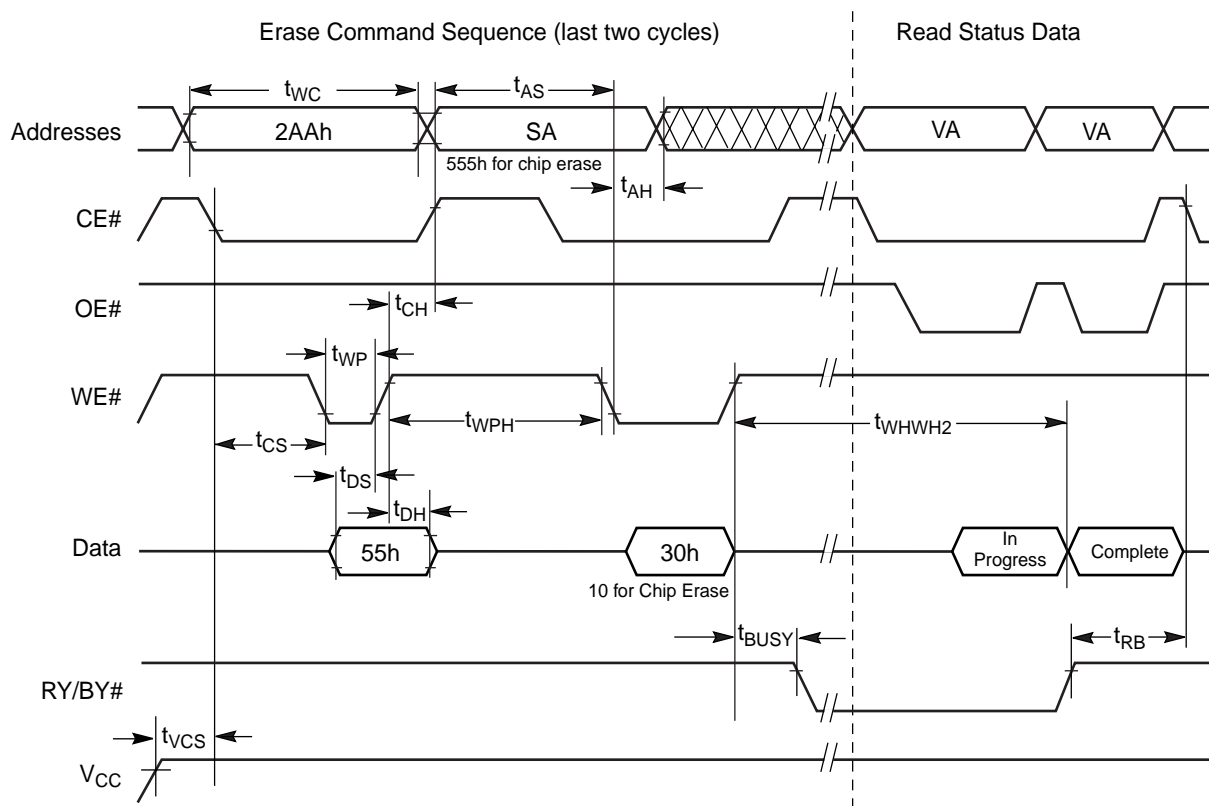 Erase Command Sequence (last two cycles)
Read Status Data
tWC
tAS
Addresses
2AAh
SA
VA
VA
555h for chip erase
tAH
CE#
OE#
tCH
tWP
WE#
tWPH
tWHWH2
tCS
tDS
tDH
Data
55h
30h
In
Progress
Complete
10 for Chip Erase
tBUSY
tRB
RY/BY#
tVCS
VCC